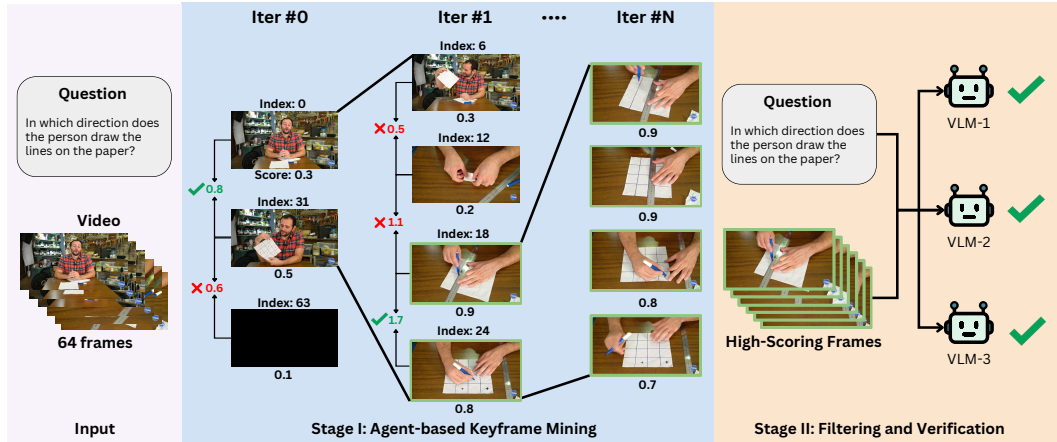 Iter #0
Iter #1
....
Iter #N
Question
In which direction does
the person draw the
lines on the paper?
Video
64 frames
Input
Index: 0
Score: 0.3
0.8
Index: 31
0.5
0.6
Index: 63
0.1
Index: 6
0.3
0.5
Index: 12
0.2
1.1
Index: 18
0.9
1.7
Index: 24
0.8
0.9
0.9
0.8
0.7
Stage I: Agent-based Keyframe Mining
Question
In which direction does
the person draw the
lines on the paper?
High-Scoring Frames
VLM-1
VLM-2
VLM-3
Stage II: Filtering and Verification